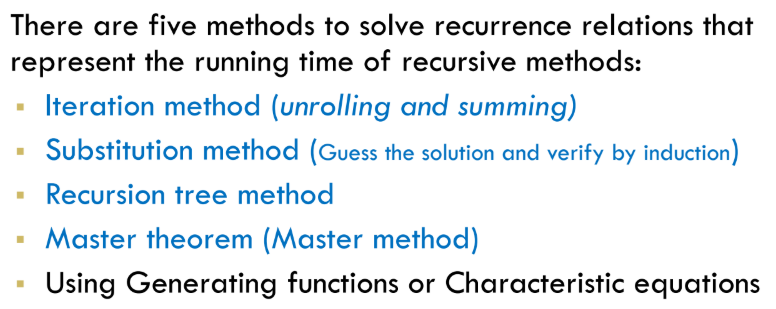 There are five methods to solve recurrence relations that
represent the running time of recursive methods:
▪ Iteration method (unrolling and summing)
▪ Substitution method (Guess the solution and verify by induction)
▪ Recursion tree method
▪ Master theorem (Master method)
▪ Using Generating functions or Characteristic equations